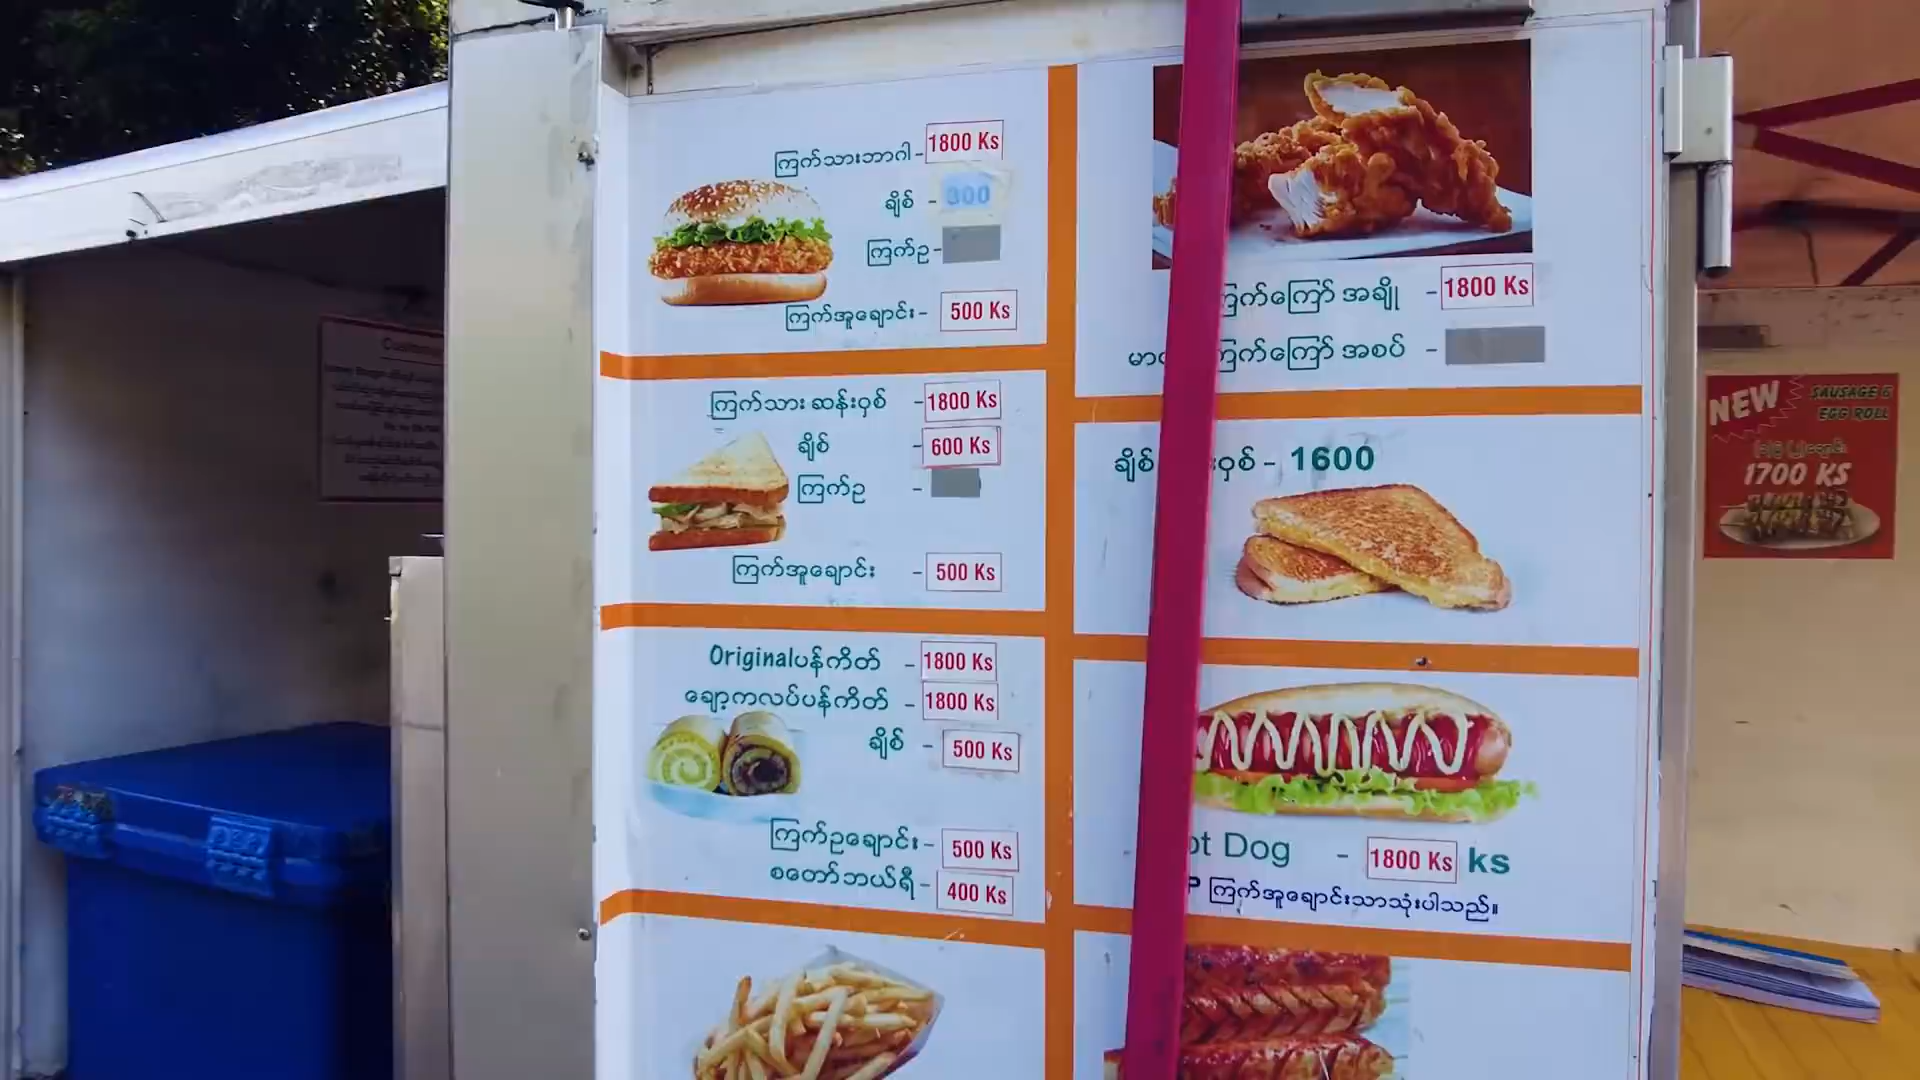 ကြက်သားဘာဂါ - 1800 Ks
ချိစ် - 300
ကြက်ဥ -
ကြက်အူချောင်း - 500 Ks
ကြက်သား ဆန်းဝှစ် - 1800 Ks
ချိစ် - 600 Ks
ကြက်ဥ -
ကြက်အူချောင်း - 500 Ks
Originalပန်ကိတ် - 1800 Ks
ချော့ကလပ်ပန်ကိတ် - 1800 Ks
ချိစ် - 500 Ks
ကြက်ဥချောင်း - 500 Ks
စတော်ဘယ်ရီ - 400 Ks
ကြက်ကြော် အချို - 1800 Ks
ကြက်ကြော် အစပ် -
ချိစ် - 1600
Dog - 1800 Ks ks
ကြက်အူချောင်းသာသုံးပါသည်။
NEW
SAUSAGE &
EGG ROLL
1700 KS